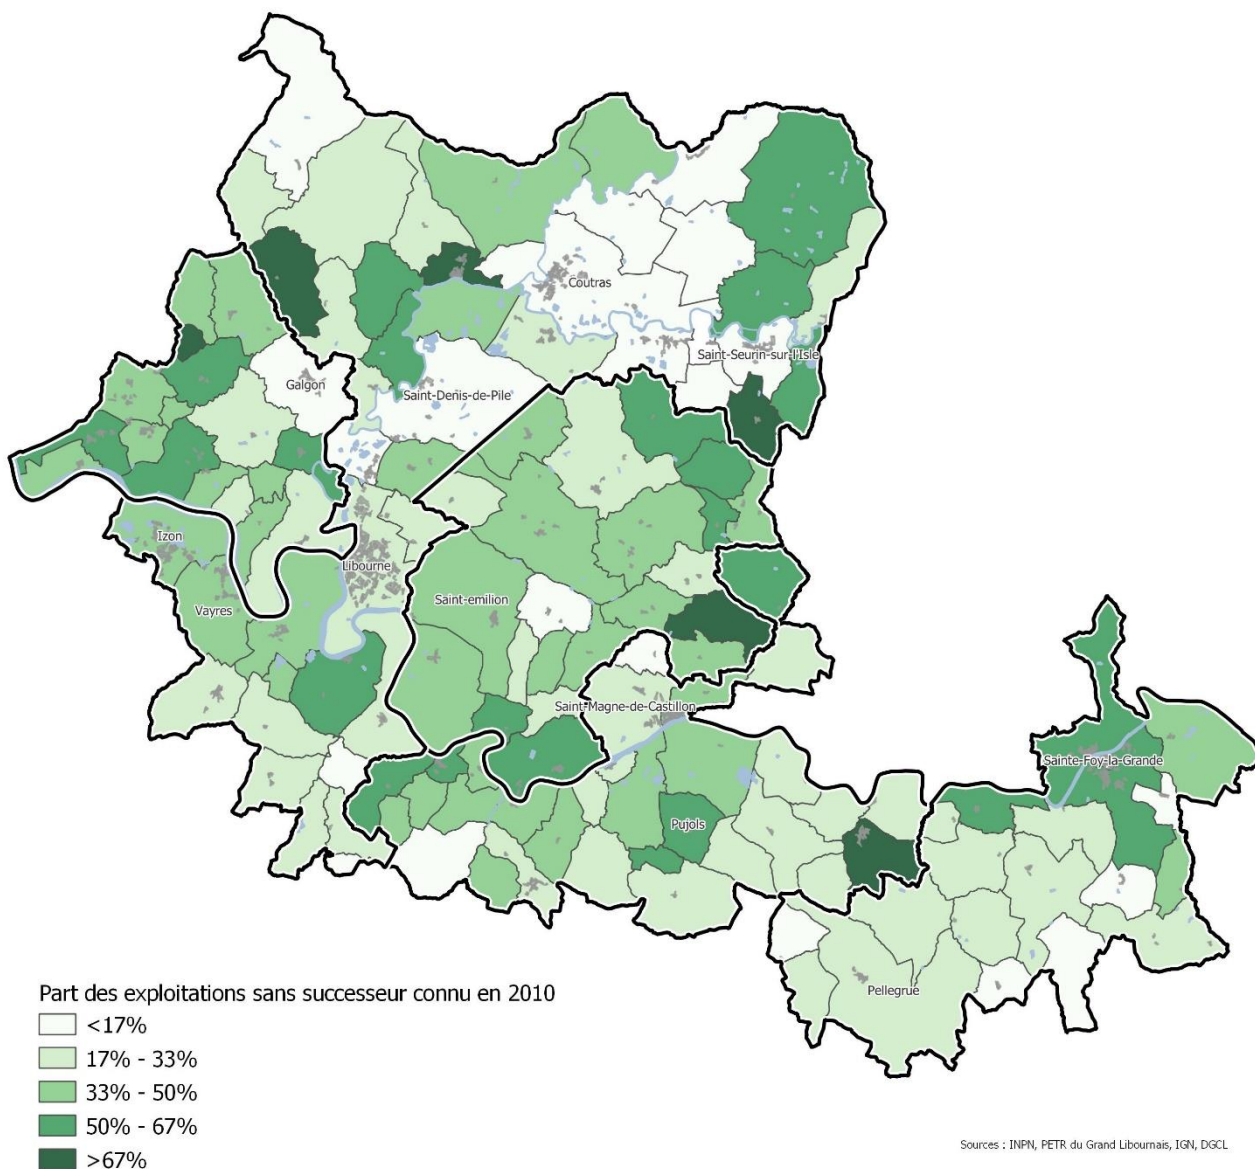 Coutras
Saint-Seurin-sur-l'Isle
Galgon
Saint-Denis-de-Pile
Izon
Libourne
Vayres
Saint-emilion
Saint-Magne-de-Castillon
Sainte-Foy-la-Grande
Pujols
Pellegrue
Part des exploitations sans successeur connu en 2010
<17%
17% - 33%
33% - 50%
50% - 67%
>67%
Sources : INPN, PETR du Grand Libournais, IGN, DGCL